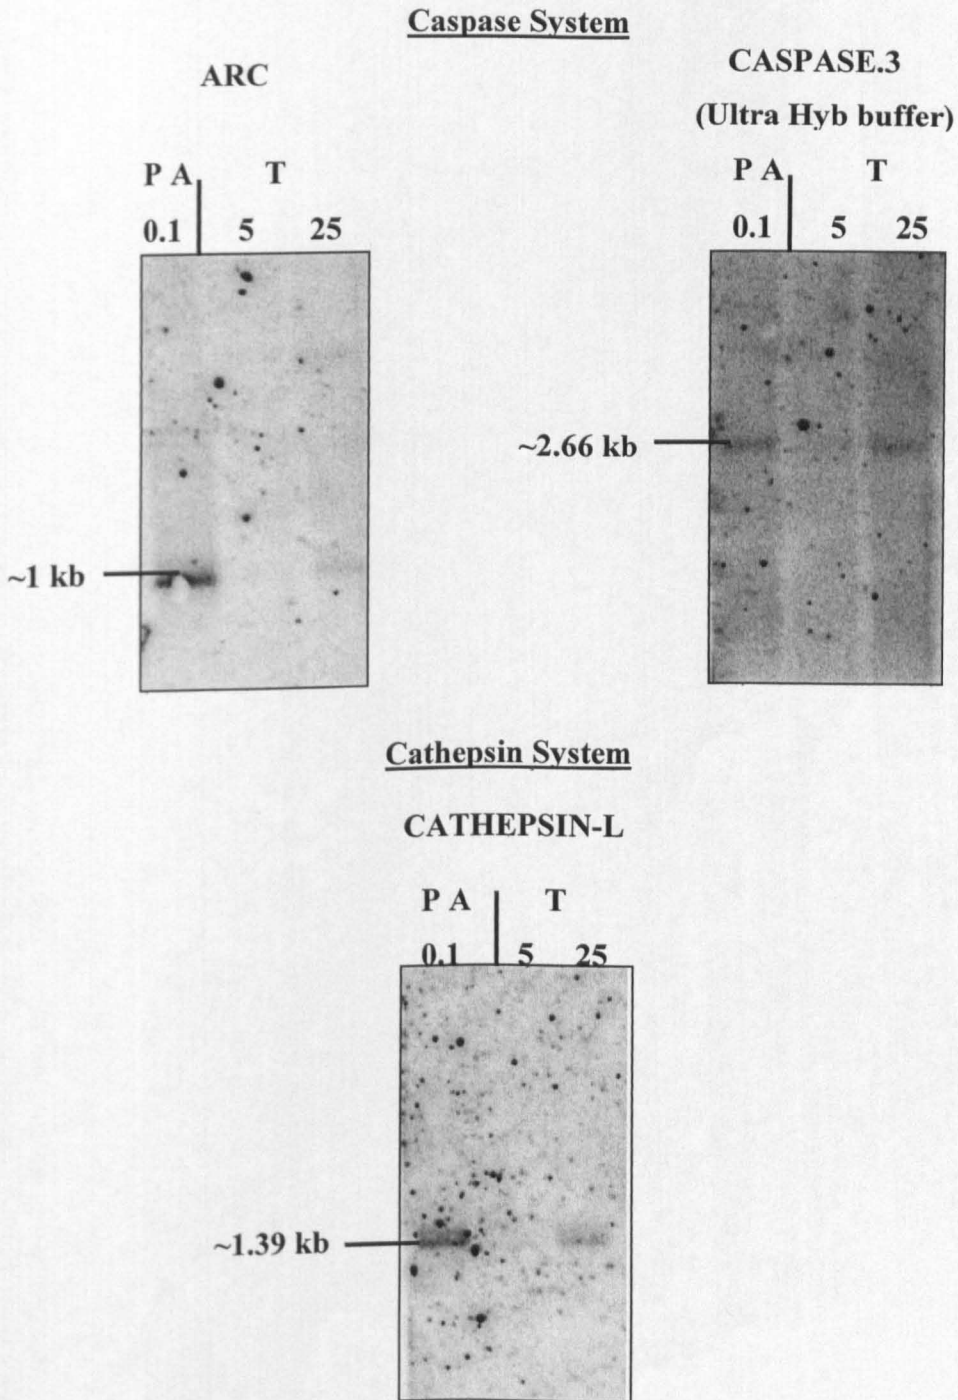 Caspase System
ARC
P A T
0.1 5 25
~1 kb
CASPASE.3
(Ultra Hyb buffer)
P A T
0.1 5 25
~2.66 kb
Cathepsin System
CATHEPSIN-L
P A T
0.1 5 25
~1.39 kb